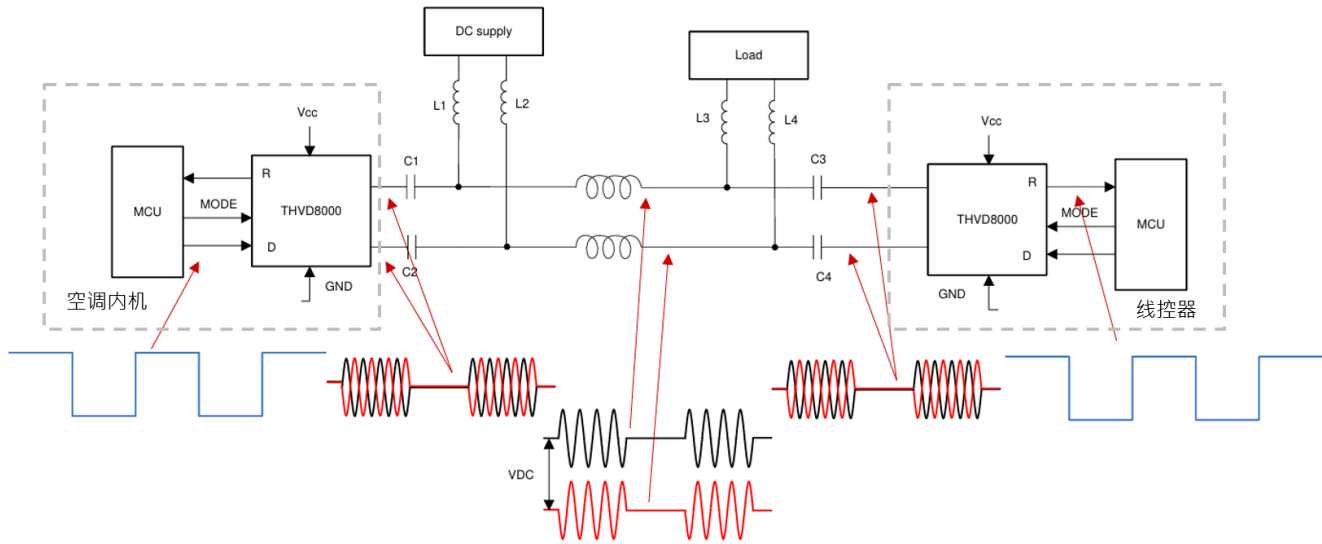 DC supply
Load
L1
L2
L3
L4
Vcc
Vcc
C1
C3
R
R
MCU
MODE
THVD8000
THVD8000
MODE
MCU
D
D
C2
C4
GND
GND
空调内机
线控器
VDC